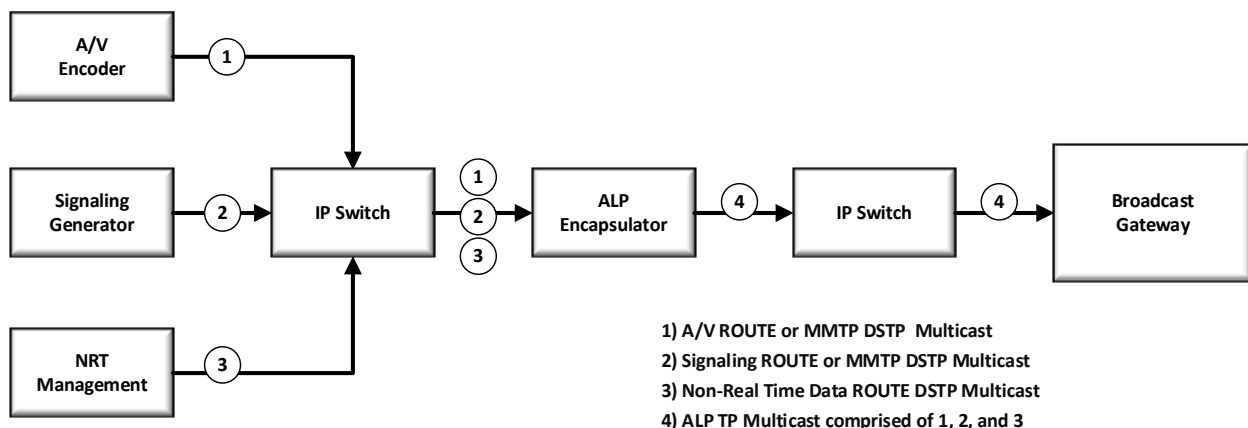 A/V
Encoder
1
Signaling
Generator
2
IP Switch
1
2
3
ALP
Encapsulator
4
IP Switch
4
Broadcast
Gateway
NRT
Management
3
1) A/V ROUTE or MMTP DSTP Multicast
2) Signaling ROUTE or MMTP DSTP Multicast
3) Non-Real Time Data ROUTE DSTP Multicast
4) ALP TP Multicast comprised of 1, 2, and 3